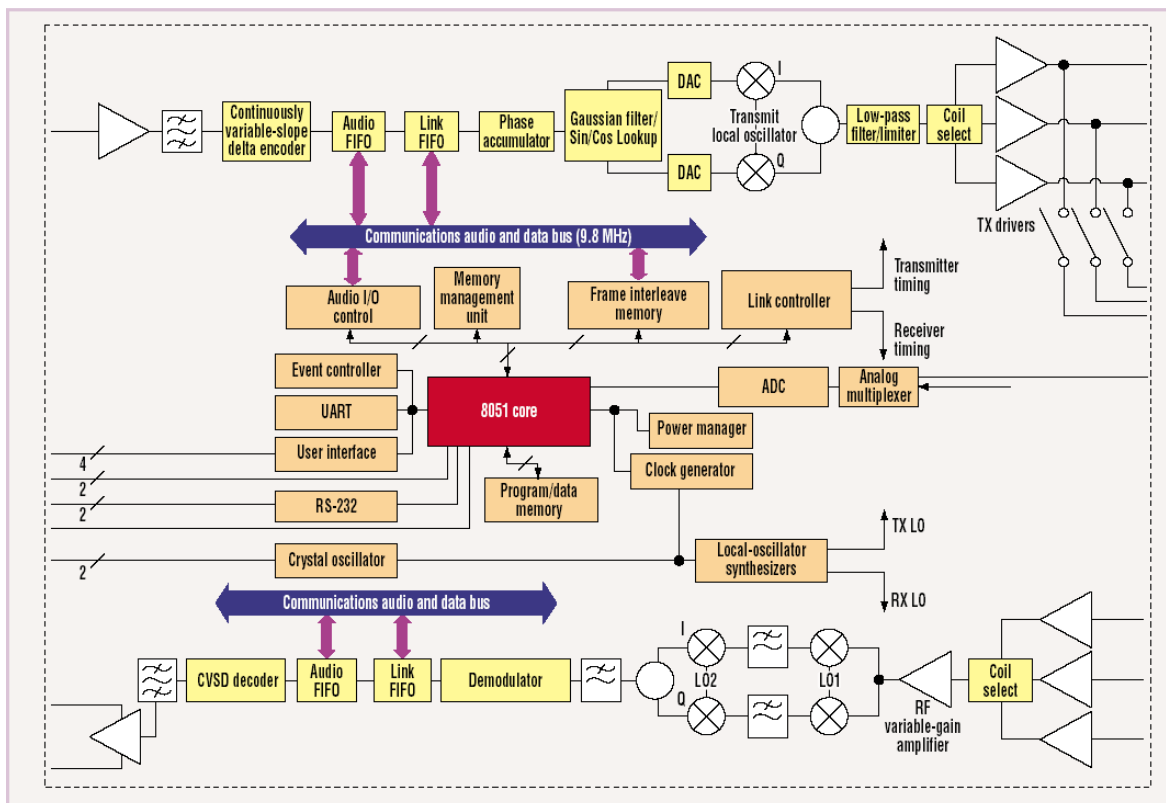 Continuously
variable-slope
delta encoder
Audio
FIFO
Link
FIFO
Phase
accumulator
Gaussian filter/
Sin/Cos Lookup
DAC
DAC
I
Transmit
local oscillator
Q
Low-pass
filter/limiter
Coil
select
TX drivers
Communications audio and data bus (9.8 MHz)
Audio I/O
control
Memory
management
unit
Frame interleave
memory
Link controller
Transmitter
timing
Receiver
timing
Event controller
UART
User interface
8051 core
ADC
Analog
multiplexer
Power manager
Clock generator
4
2
2
RS-232
Program/data
memory
2
Crystal oscillator
Local-oscillator
synthesizers
TX LO
RX LO
Communications audio and data bus
CVSD decoder
Audio
FIFO
Link
FIFO
Demodulator
I
Q
LO2
LO1
RF
variable-gain
amplifier
Coil
select